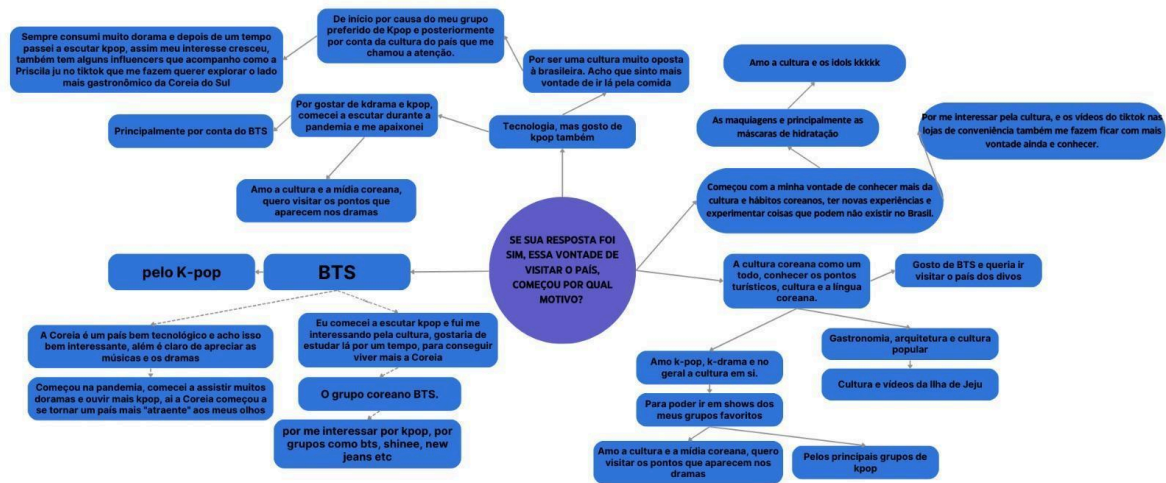 Sempre consumi muito dorama e depois de um tempo
passei a escutar kpop, assim meu interesse cresceu,
também tem alguns influencers que acompanho como a
Priscila ju no tiktok que me fazem querer explorar o lado
mais gastronômico da Coreia do Sul
De início por causa do meu grupo
preferido de Kpop e posteriormente
por conta da cultura do país que me
chamou a atenção.
Por ser uma cultura muito oposta
à brasileira. Acho que sinto mais
vontade de ir lá pela comida
Por gostar de kdrama e kpop,
comecei a escutar durante a
pandemia e me apaixonei
Principalmente por conta do BTS
Tecnologia, mas gosto de
kpop também
Amo a cultura e a mídia coreana,
quero visitar os pontos que
aparecem nos dramas
Amo a cultura e os idols kkkkk
As maquiagens e principalmente as
máscaras de hidratação
Por me interessar pela cultura, e os vídeos do tiktok nas
lojas de conveniência também me fazem ficar com mais
vontade ainda e conhecer.
Começou com a minha vontade de conhecer mais da
cultura e hábitos coreanos, ter novas experiências e
experimentar coisas que podem não existir no Brasil.
SE SUA RESPOSTA FOI
SIM, ESSA VONTADE DE
VISITAR O PAÍS,
COMEÇOU POR QUAL
MOTIVO?
pelo K-pop
BTS
A Coreia é um país bem tecnológico e acho isso
bem interessante, além é claro de apreciar as
músicas e os dramas
Começou na pandemia, comecei a assistir muitos
doramas e ouvir mais kpop, ai a Coreia começou a
se tornar um país mais "atraente" aos meus olhos
Eu comecei a escutar kpop e fui me
interessando pela cultura, gostaria de
estudar lá por um tempo, para conseguir
viver mais a Coreia
O grupo coreano BTS.
por me interessar por kpop, por
grupos como bts, shinee, new
jeans etc
A cultura coreana como um
todo, conhecer os pontos
turísticos, cultura e a língua
coreana.
Gosto de BTS e queria ir
visitar o país dos divos
Gastronomia, arquitetura e cultura
popular
Cultura e vídeos da Ilha de Jeju
Amo k-pop, k-drama e no
geral a cultura em si.
Para poder ir em shows dos
meus grupos favoritos
Amo a cultura e a mídia coreana, quero
visitar os pontos que aparecem nos
dramas
Pelos principais grupos de
kpop